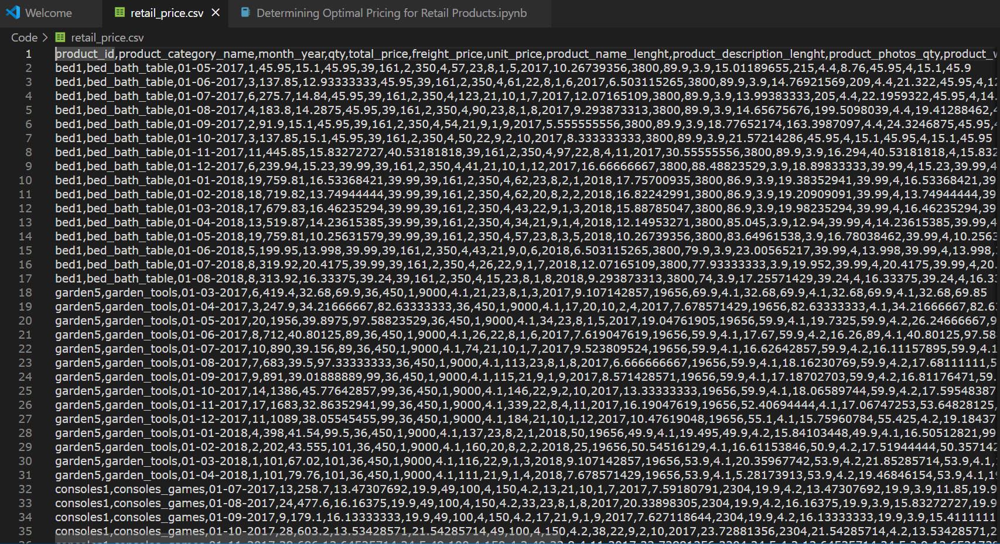 Welcome
retail_price.csv
Determining Optimal Pricing for Retail Products.ipynb
Code > retail_price.csv
1 product_id,product_category_name,month_year,qty,total_price,freight_price,unit_price,product_name_lenght,product_description_lenght,product_photos_qty,product_w
2 bed1,bed_bath_table,01-05-2017,1,45.95,15.1,45.95,39,161,2,350,4,57,23,8,1,5,2017,10.26739356,3800,89.9,3.9,15.01189655,215,4.4,8.76,45.95,4,15.1,45.9
3 bed1,bed_bath_table,01-06-2017,3,137.85,12.93333333,45.95,39,161,2,350,4,61,22,8,1,6,2017,6.503115265,3800,89.9,3.9,14.76921569,209,4.4,21.322,45.95,4,12
4 bed1,bed_bath_table,01-07-2017,6,275.7,14.84,45.95,39,161,2,350,4,123,21,10,1,7,2017,12.07165109,3800,89.9,3.9,13.99383333,205,4.4,22.1959322,45.95,4,14.
5 bed1,bed_bath_table,01-08-2017,4,183.8,14.2875,45.95,39,161,2,350,4,90,23,8,1,8,2017,9.293873313,3800,89.9,3.9,14.65675676,199.5098039,4.4,19.41288462,4
6 bed1,bed_bath_table,01-09-2017,2,91.9,15.1,45.95,39,161,2,350,4,54,21,9,1,9,2017,5.555555556,3800,89.9,3.9,18.77652174,163.3987097,4.4,24.3246875,45.95,4
7 bed1,bed_bath_table,01-10-2017,3,137.85,15.1,45.95,39,161,2,350,4,50,22,9,2,10,2017,8.333333333,3800,89.9,3.9,21.57214286,45.95,4,15.1,45.95,4,15.1,45.95
8 bed1,bed_bath_table,01-11-2017,11,445.85,15.83272727,40.53181818,39,161,2,350,4,97,22,8,4,11,2017,30.55555556,3800,89.9,3.9,16.294,40.53181818,4,15.832
9 bed1,bed_bath_table,01-12-2017,6,239.94,15.23,39.99,39,161,2,350,4,41,21,10,1,12,2017,16.66666667,3800,88.48823529,3.9,18.89833333,39.99,4,15.23,39.99,4
10 bed1,bed_bath_table,01-01-2018,19,759.81,16.53368421,39.99,39,161,2,350,4,62,23,8,2,1,2018,17.75700935,3800,86.9,3.9,19.38352941,39.99,4,16.53368421,39
11 bed1,bed_bath_table,01-02-2018,18,719.82,13.74944444,39.99,39,161,2,350,4,62,20,8,2,2,2018,16.82242991,3800,86.9,3.9,19.20909091,39.99,4,13.74944444,39
12 bed1,bed_bath_table,01-03-2018,17,679.83,16.46235294,39.99,39,161,2,350,4,43,22,9,1,3,2018,15.88785047,3800,86.9,3.9,19.98235294,39.99,4,16.46235294,39
13 bed1,bed_bath_table,01-04-2018,13,519.87,14.23615385,39.99,39,161,2,350,4,34,21,9,1,4,2018,12.14953271,3800,85.045,3.9,12.94,39.99,4,14.23615385,39.99,4
14 bed1,bed_bath_table,01-05-2018,19,759.81,10.25631579,39.99,39,161,2,350,4,57,23,8,3,5,2018,10.26739356,3800,83.64961538,3.9,16.78038462,39.99,4,10.2563
15 bed1,bed_bath_table,01-06-2018,5,199.95,13.998,39.99,39,161,2,350,4,43,21,9,0,6,2018,6.503115265,3800,79.9,3.9,23.00565217,39.99,4,13.998,39.99,4,13.998,
16 bed1,bed_bath_table,01-07-2018,8,319.92,20.4175,39.99,39,161,2,350,4,26,22,9,1,7,2018,12.07165109,3800,77.93333333,3.9,19.952,39.99,4,20.4175,39.99,4,20.
17 bed1,bed_bath_table,01-08-2018,8,313.92,16.33375,39.24,39,161,2,350,4,15,23,8,1,8,2018,9.293873313,3800,74,3.9,17.25571429,39.24,4,16.33375,39.24,4,16.33
18 garden5,garden_tools,01-03-2017,6,419.4,32.68,69.9,36,450,1,9000,4.1,21,23,8,1,3,2017,9.107142857,19656,69.9,4.1,32.68,69.9,4.1,32.68,69.9,4.1,32.68,69.85
19 garden5,garden_tools,01-04-2017,3,247.9,34.21666667,82.63333333,36,450,1,9000,4.1,17,20,10,2,4,2017,7.678571429,19656,82.63333333,4.1,34.21666667,82.63
20 garden5,garden_tools,01-05-2017,20,1956,39.8975,97.58823529,36,450,1,9000,4.1,34,23,8,1,5,2017,19.04761905,19656,59.9,4.1,19.7325,59.9,4.2,26.24666667,9
21 garden5,garden_tools,01-06-2017,8,712,40.80125,89,36,450,1,9000,4.1,26,22,8,1,6,2017,7.619047619,19656,59.9,4.1,17.67,59.9,4.2,16.26,89,4.1,40.80125,97.58
22 garden5,garden_tools,01-07-2017,10,890,39.156,89,36,450,1,9000,4.1,74,21,10,1,7,2017,9.523809524,19656,59.9,4.1,16.62642857,59.9,4.2,16.11157895,59.9,4.1
23 garden5,garden_tools,01-08-2017,7,683,39.5,97.33333333,36,450,1,9000,4.1,113,23,8,1,8,2017,6.666666667,19656,59.9,4.1,18.16230769,59.9,4.2,17.68111111,5
24 garden5,garden_tools,01-09-2017,9,891,39.01888889,99,36,450,1,9000,4.1,115,21,9,1,9,2017,8.571428571,19656,59.9,4.1,17.18702703,59.9,4.2,16.81176471,59.
25 garden5,garden_tools,01-10-2017,14,1386,45.77642857,99,36,450,1,9000,4.1,146,22,9,2,10,2017,13.33333333,19656,59.9,4.1,18.06589744,59.9,4.2,17.59548387
26 garden5,garden_tools,01-11-2017,17,1683,32.86352941,99,36,450,1,9000,4.1,339,22,8,4,11,2017,16.19047619,19656,52.40694444,4.1,17.06747253,53.64828125,
27 garden5,garden_tools,01-12-2017,11,1089,38.05545455,99,36,450,1,9000,4.1,184,21,10,1,12,2017,10.47619048,19656,55.1,4.1,15.75960784,55.425,4.2,19.18437
28 garden5,garden_tools,01-01-2018,4,398,41.54,99.5,36,450,1,9000,4.1,137,23,8,2,1,2018,50,19656,49.9,4.1,19.495,49.9,4.2,15.84103448,49.9,4.1,16.50512821,99
29 garden5,garden_tools,01-02-2018,2,202,43.555,101,36,450,1,9000,4.1,160,20,8,2,2,2018,25,19656,50.54516129,4.1,16.61153846,50.9,4.2,17.51944444,50.357142
30 garden5,garden_tools,01-03-2018,1,101,67.02,101,36,450,1,9000,4.1,116,22,9,1,3,2018,9.107142857,19656,53.9,4.1,20.35967742,53.9,4.2,21.85285714,53.9,4.1,
31 garden5,garden_tools,01-04-2018,1,101,79.76,101,36,450,1,9000,4.1,111,21,9,1,4,2018,7.678571429,19656,53.9,4.1,5.28173913,53.9,4.2,19.46846154,53.9,4.1,19
32 consoles1,consoles_games,01-07-2017,13,258.7,13.47307692,19.9,49,100,4,150,4.2,13,21,10,1,7,2017,7.59180791,2304,19.9,4.2,13.47307692,19.9,3.9,11.85,19.9
33 consoles1,consoles_games,01-08-2017,24,477.6,16.16375,19.9,49,100,4,150,4.2,33,23,8,1,8,2017,20.33898305,2304,19.9,4.2,16.16375,19.9,3.9,15.83272727,19.9
34 consoles1,consoles_games,01-09-2017,9,179.1,16.13333333,19.9,49,100,4,150,4.2,17,21,9,1,9,2017,7.627118644,2304,19.9,4.2,16.13333333,19.9,3.9,15.4111111
35 consoles1,consoles_games,01-10-2017,28,603.2,13.53428571,21.54285714,49,100,4,150,4.2,38,22,9,2,10,2017,23.72881356,2304,21.54285714,4.2,13.53428571,2